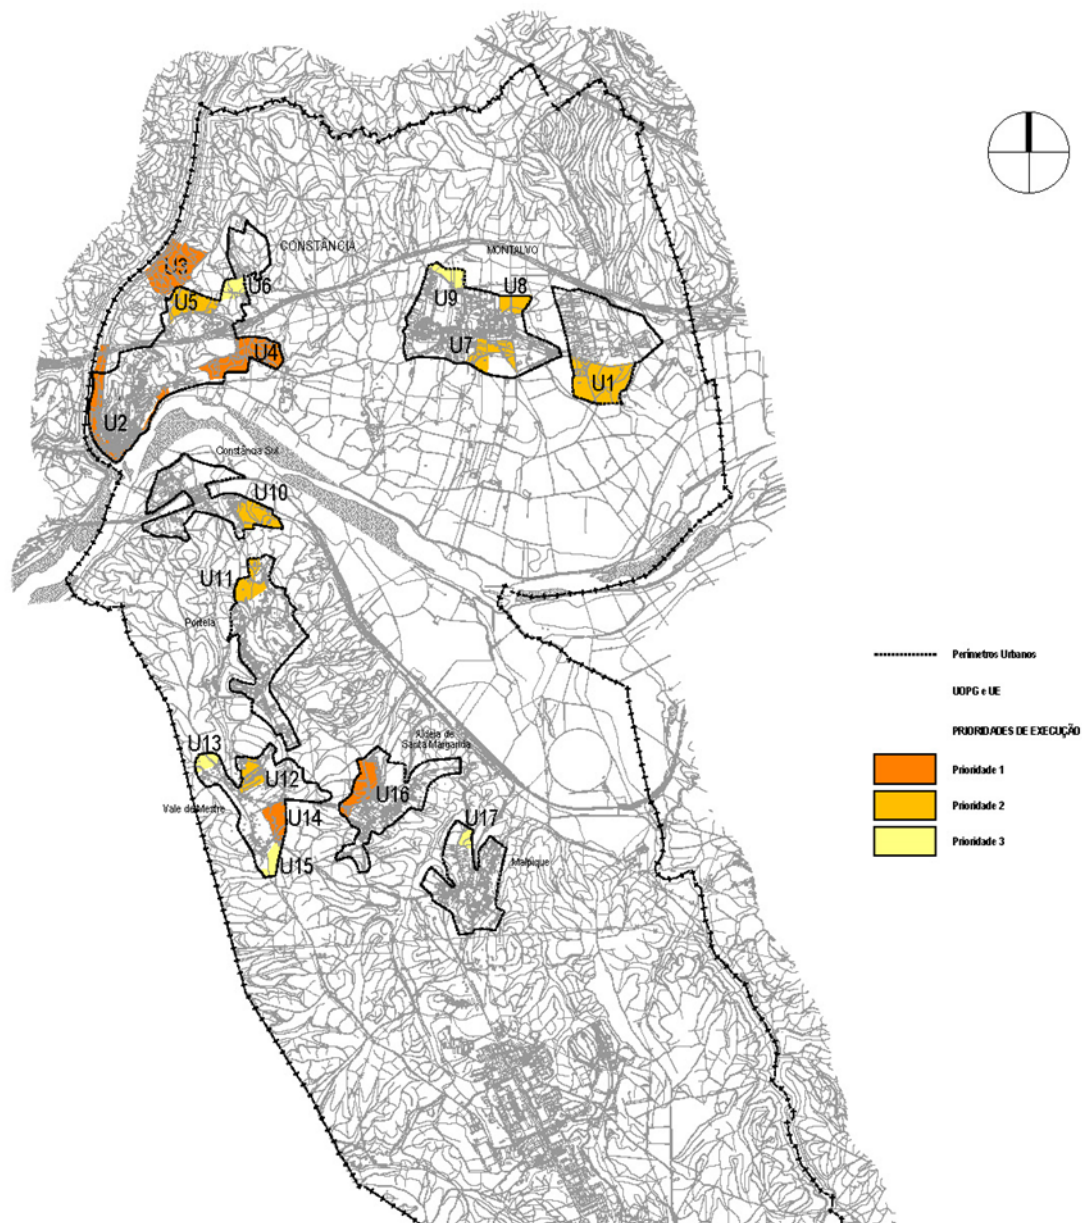 CONSTÂNCIA
MONTALVO
U3
U6
U5
U9
U8
U4
U7
U1
U2
Constância Sul
U10
U11
Portela
Perímetros Urbanos
UOPG e UE
PRIORIDADES DE EXECUÇÃO
Prioridade 1
Prioridade 2
Prioridade 3
Aldeia de
Santa Margarida
U13
U12
U16
Vale de Mestre
U14
U17
U15
Malpique